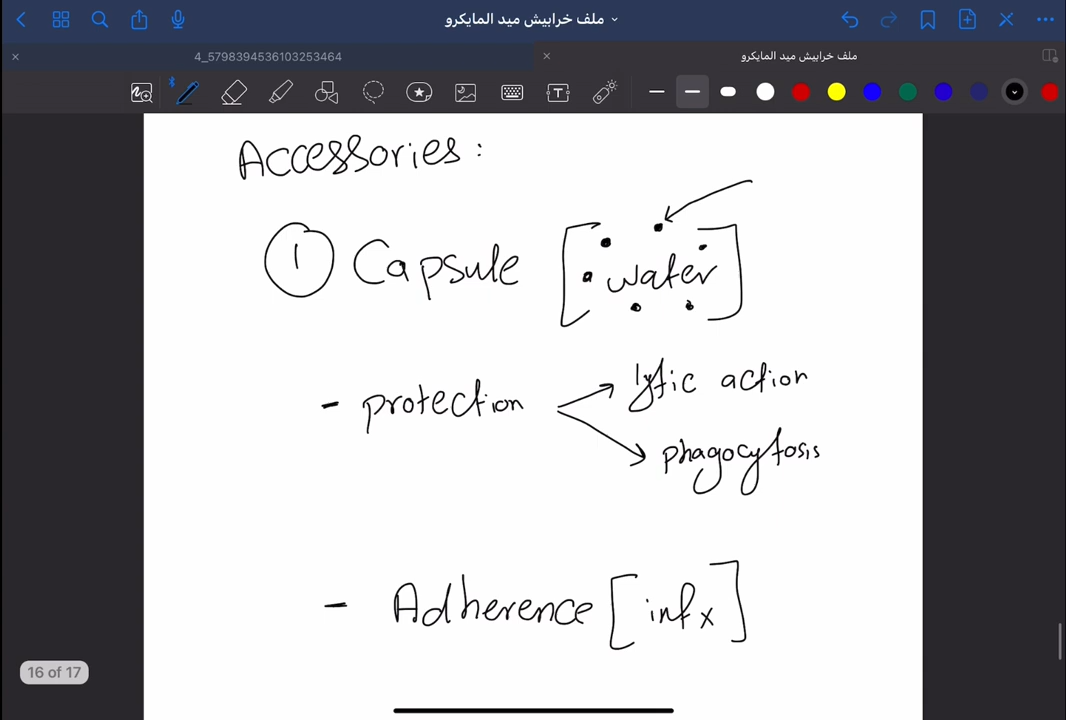 ملف خرابيش ميد المايكرو
4_5798394536103253464
ملف خرابيش ميد المايكرو
Accessories:
1 Capsule [water]
- protection
lytic action
phagocytosis
- Adherence [infx]
16 of 17